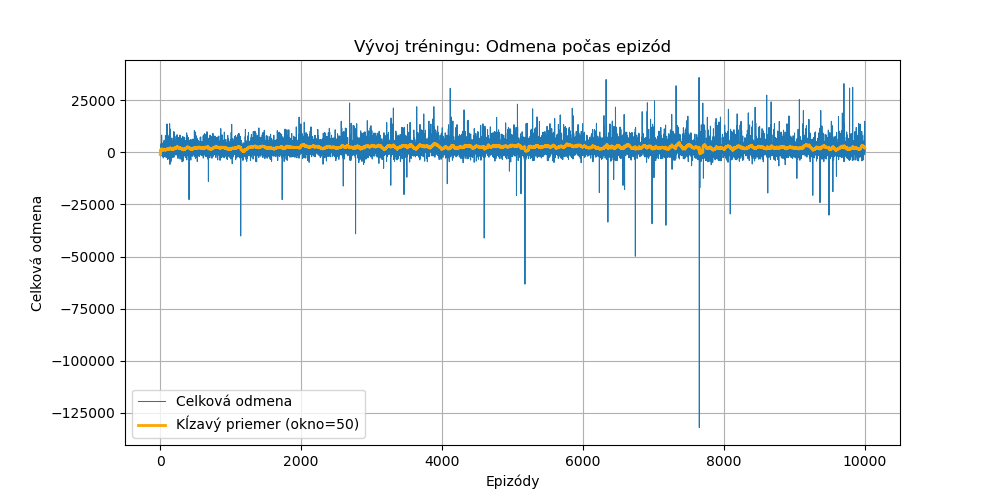 Vývoj tréningu: Odmena počas epizód
25000
0
−25000
−50000
−75000
−100000
−125000
Celková odmena
Celková odmena
Kĺzavý priemer (okno=50)
0
2000
4000
6000
8000
10000
Epizódy